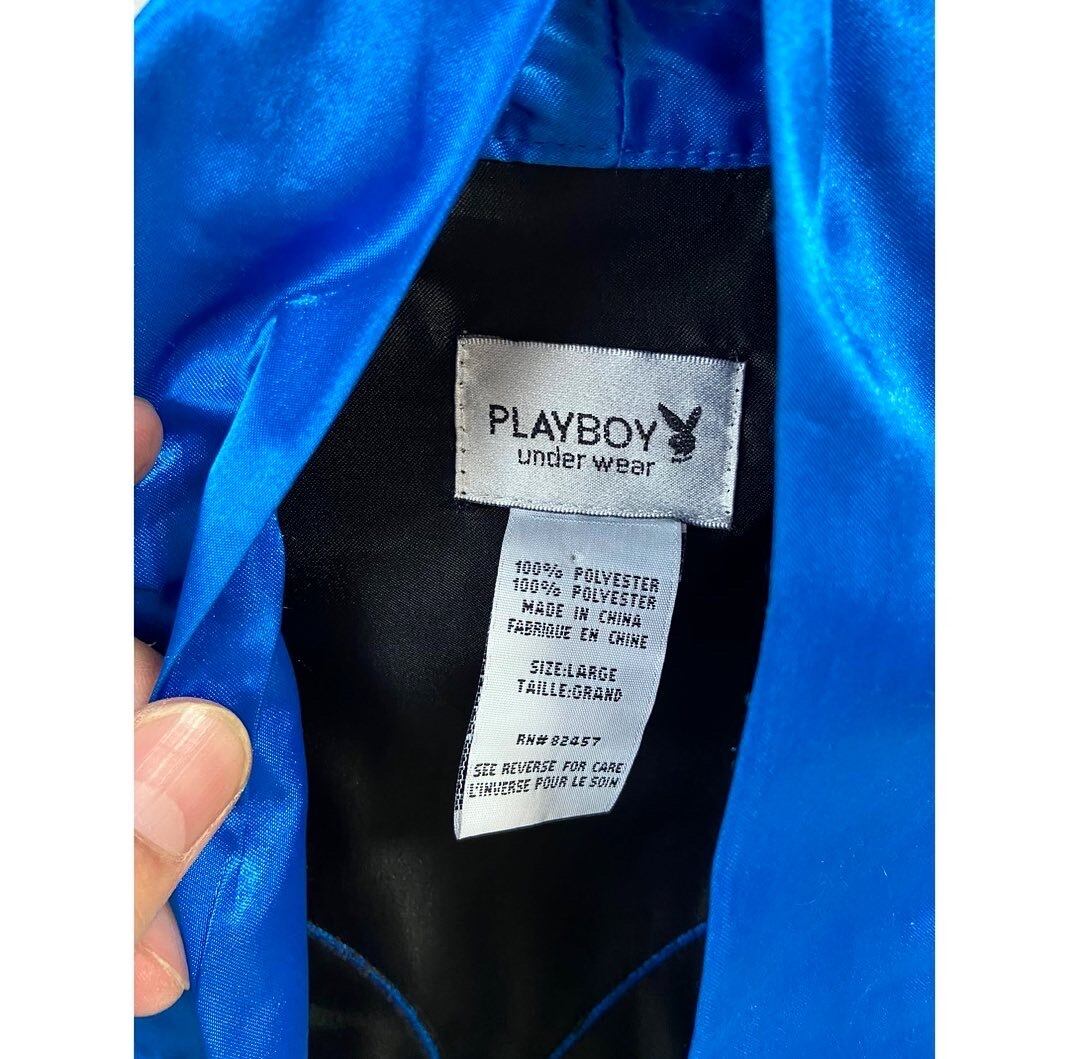 PLAYBOY
under wear
100% POLYESTER
100% POLYESTER
MADE IN CHINA
FABRIQUE EN CHINE
SIZE:LARGE
TAILLE:GRAND
RN# 82457
SEE REVERSE FOR CARE
L'INVERSE POUR LE SOIN